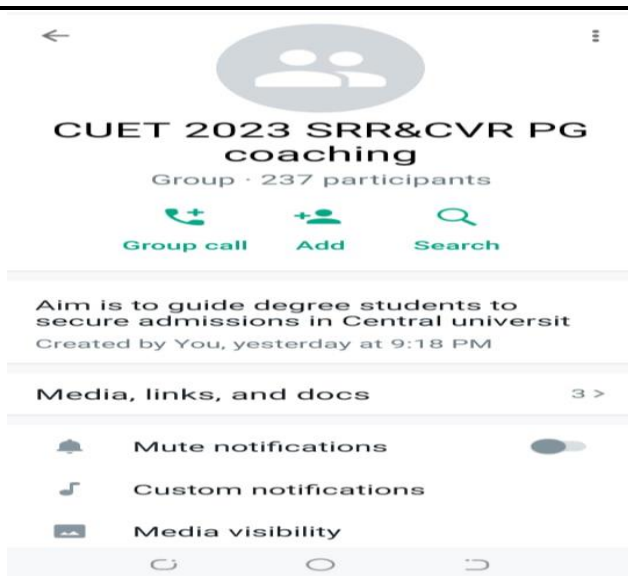 CUET 2023 SRR&CVR PG
coaching
Group · 237 participants
Group call Add Search
Aim is to guide degree students to
secure admissions in Central universit
Created by You, yesterday at 9:18 PM
Media, links, and docs 3 >
Mute notifications
Custom notifications
Media visibility